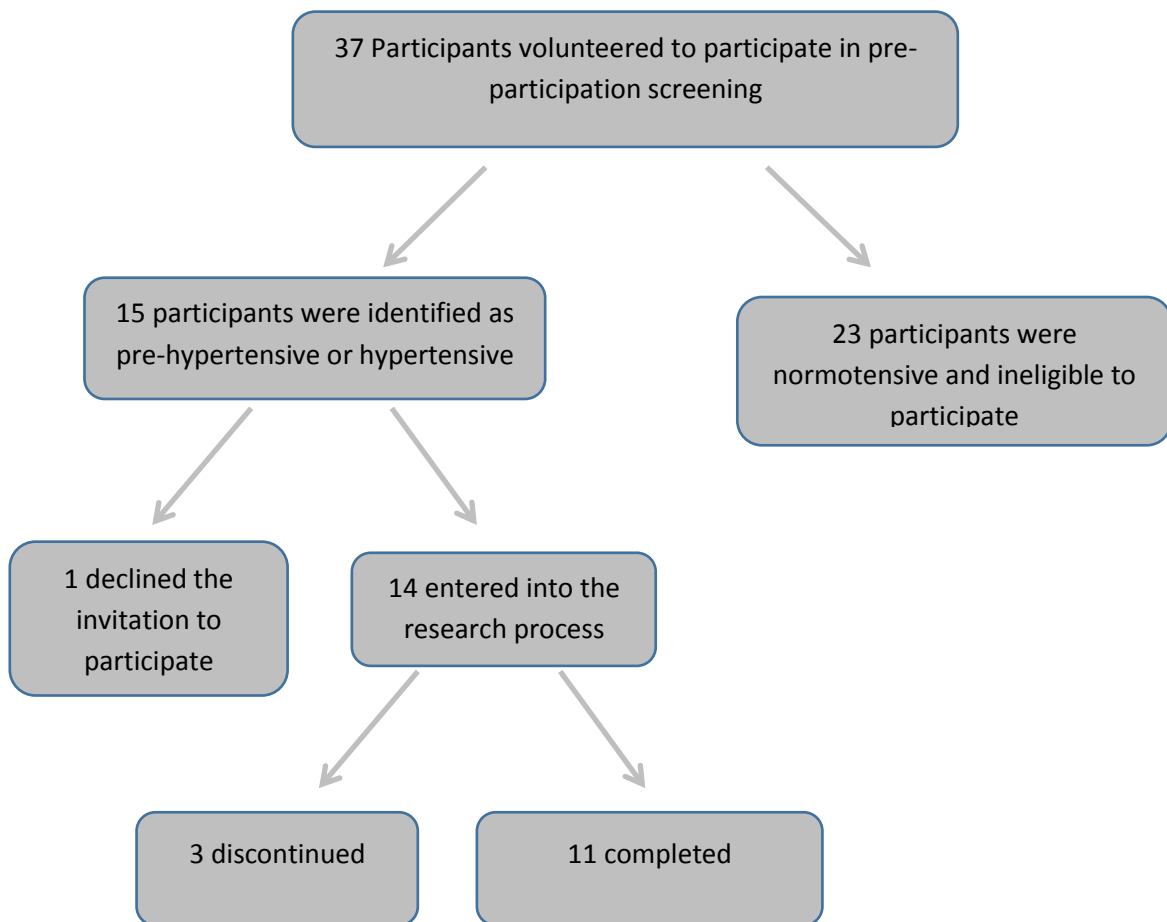 37 Participants volunteered to participate in pre-
participation screening
15 participants were identified as
pre-hypertensive or hypertensive
23 participants were
normotensive and ineligible to
participate
1 declined the
invitation to
participate
14 entered into the
research process
3 discontinued
11 completed